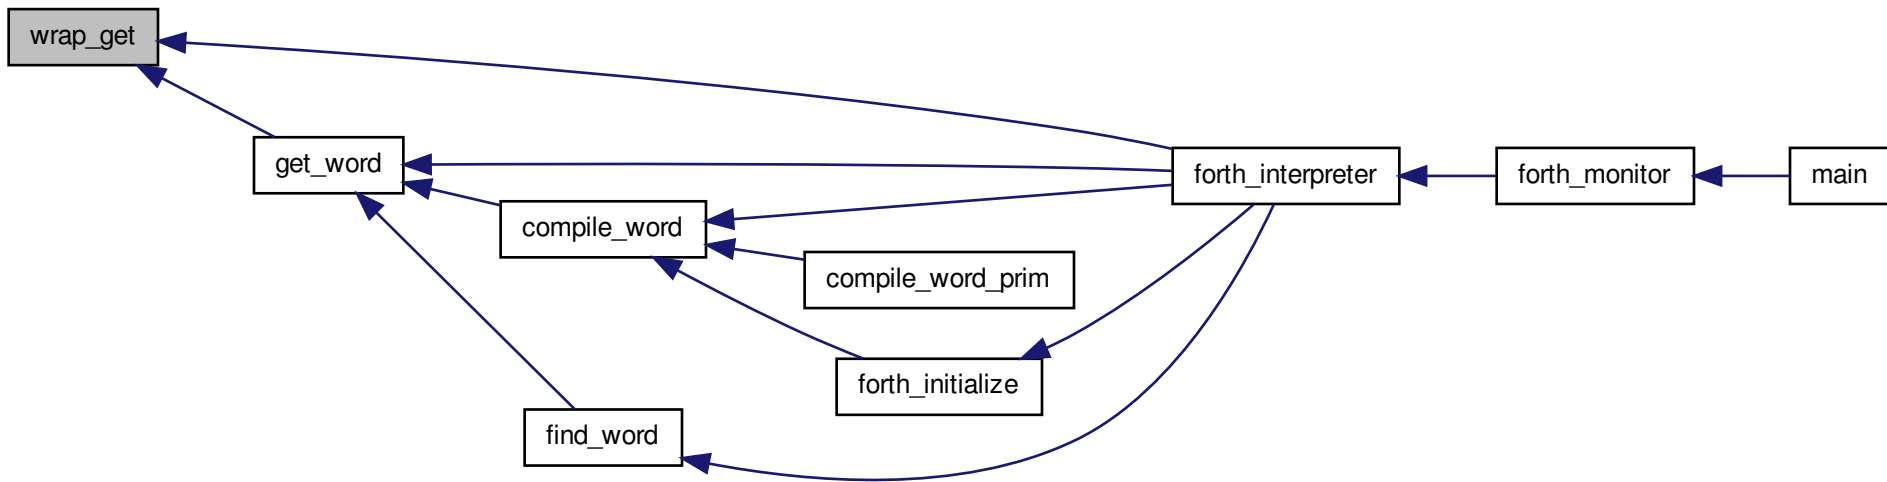 wrap_get
get_word
forth_interpreter
forth_monitor
main
compile_word
compile_word_prim
forth_initialize
find_word